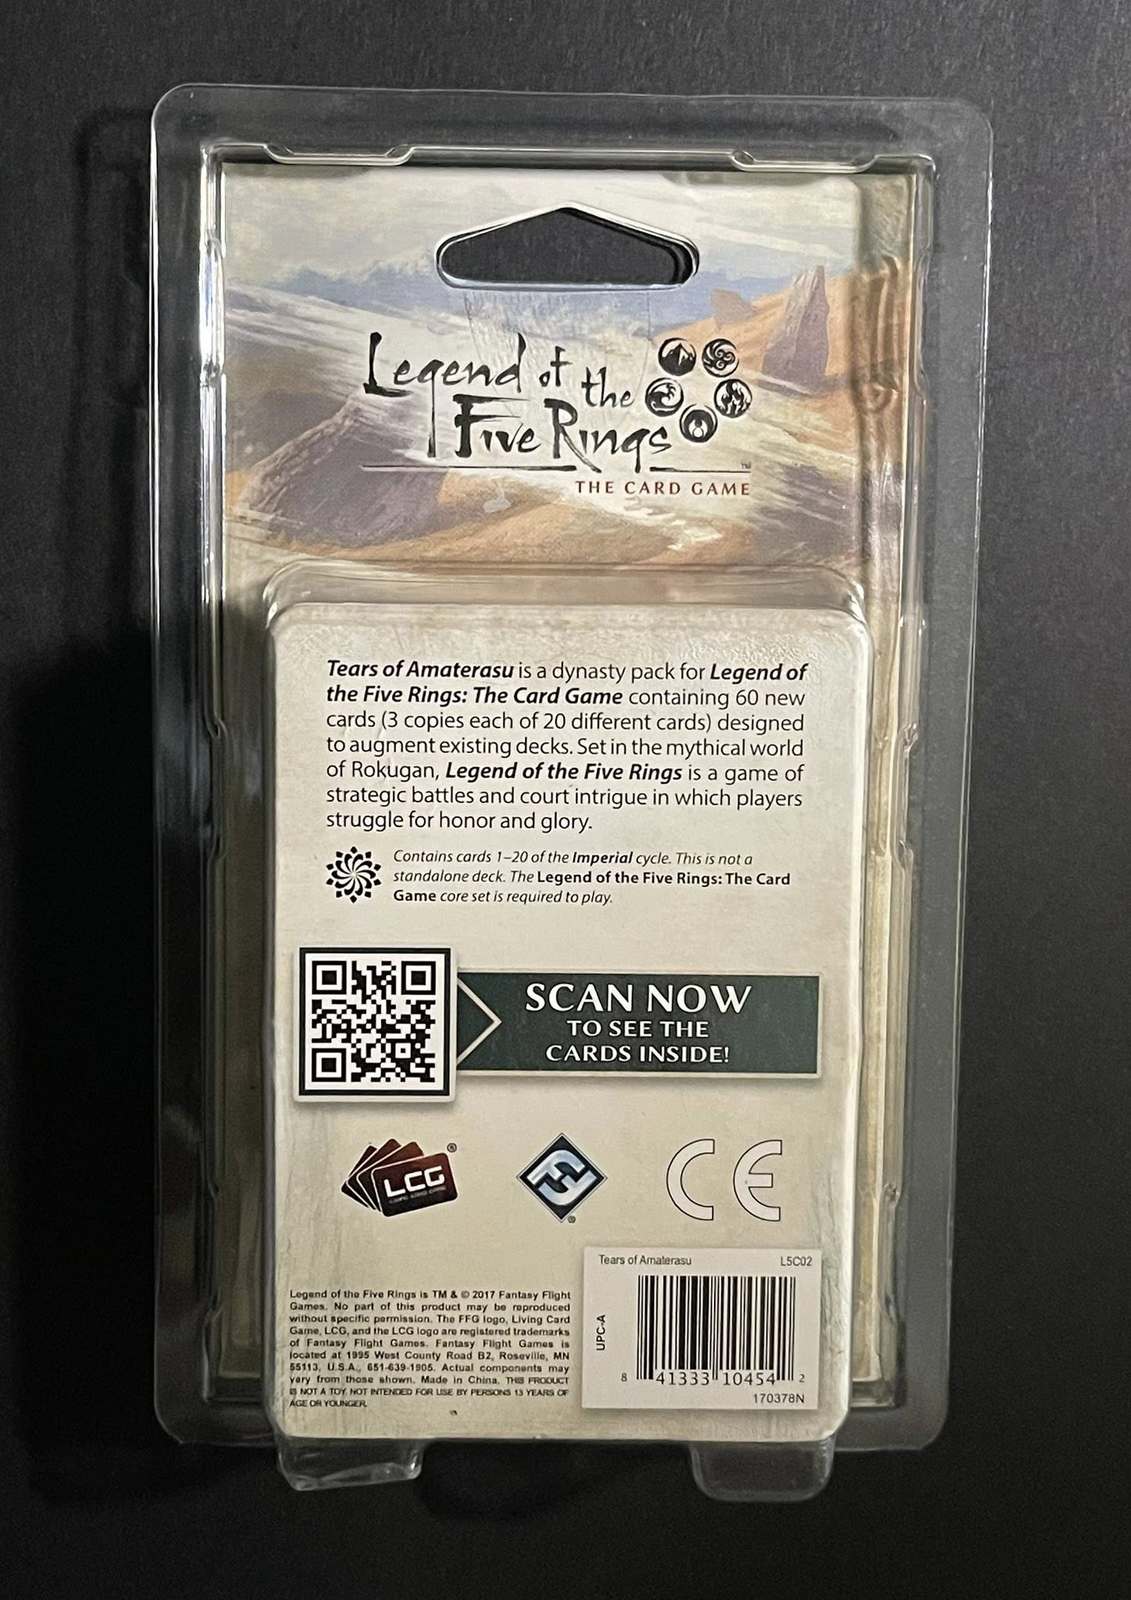 Legend of the
Five Rings
™
THE CARD GAME
Tears of Amaterasu is a dynasty pack for Legend of
the Five Rings: The Card Game containing 60 new
cards (3 copies each of 20 different cards) designed
to augment existing decks. Set in the mythical world
of Rokugan, Legend of the Five Rings is a game of
strategic battles and court intrigue in which players
struggle for honor and glory.
Contains cards 1–20 of the Imperial cycle. This is not a
standalone deck. The Legend of the Five Rings: The Card
Game core set is required to play.
SCAN NOW
TO SEE THE
CARDS INSIDE!
LCG ®
®
CE
Legend of the Five Rings is TM & © 2017 Fantasy Flight
Games. No part of this product may be reproduced
without specific permission. The FFG logo, Living Card
Game, LCG, and the LCG logo are registered trademarks
of Fantasy Flight Games. Fantasy Flight Games is
located at 1995 West County Road B2, Roseville, MN
55113, U.S.A., 651-639-1905. Actual components may
vary from those shown. Made in China. THIS PRODUCT
IS NOT A TOY. NOT INTENDED FOR USE BY PERSONS 13 YEARS OF
AGE OR YOUNGER.
Tears of Amaterasu L5C02
UPC-A
8 41333 10454 2
170378N